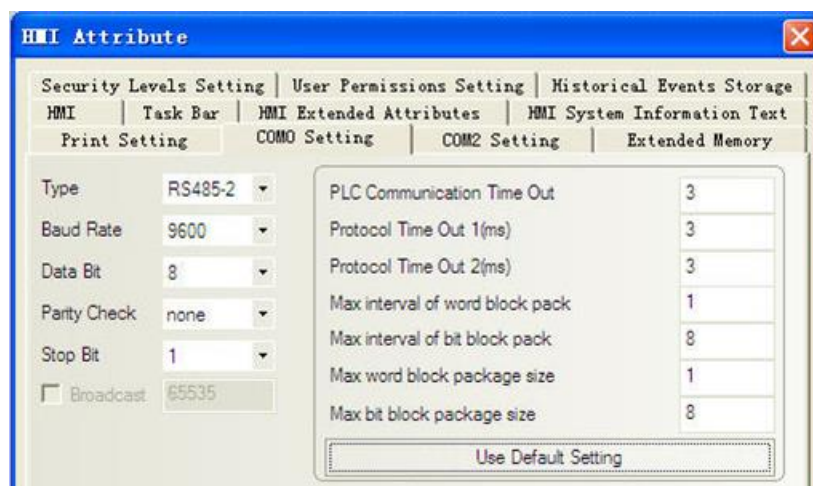 HMI Attribute
Security Levels Setting User Permissions Setting Historical Events Storage
HMI Task Bar HMI Extended Attributes HMI System Information Text
Print Setting COM0 Setting COM2 Setting Extended Memory
Type RS485-2 PLC Communication Time Out 3
Baud Rate 9600 Protocol Time Out 1(ms) 3
Data Bit 8 Protocol Time Out 2(ms) 3
Parity Check none Max interval of word block pack 1
Stop Bit 1 Max interval of bit block pack 8
Broadcast 65535 Max word block package size 1
Max bit block package size 8
Use Default Setting